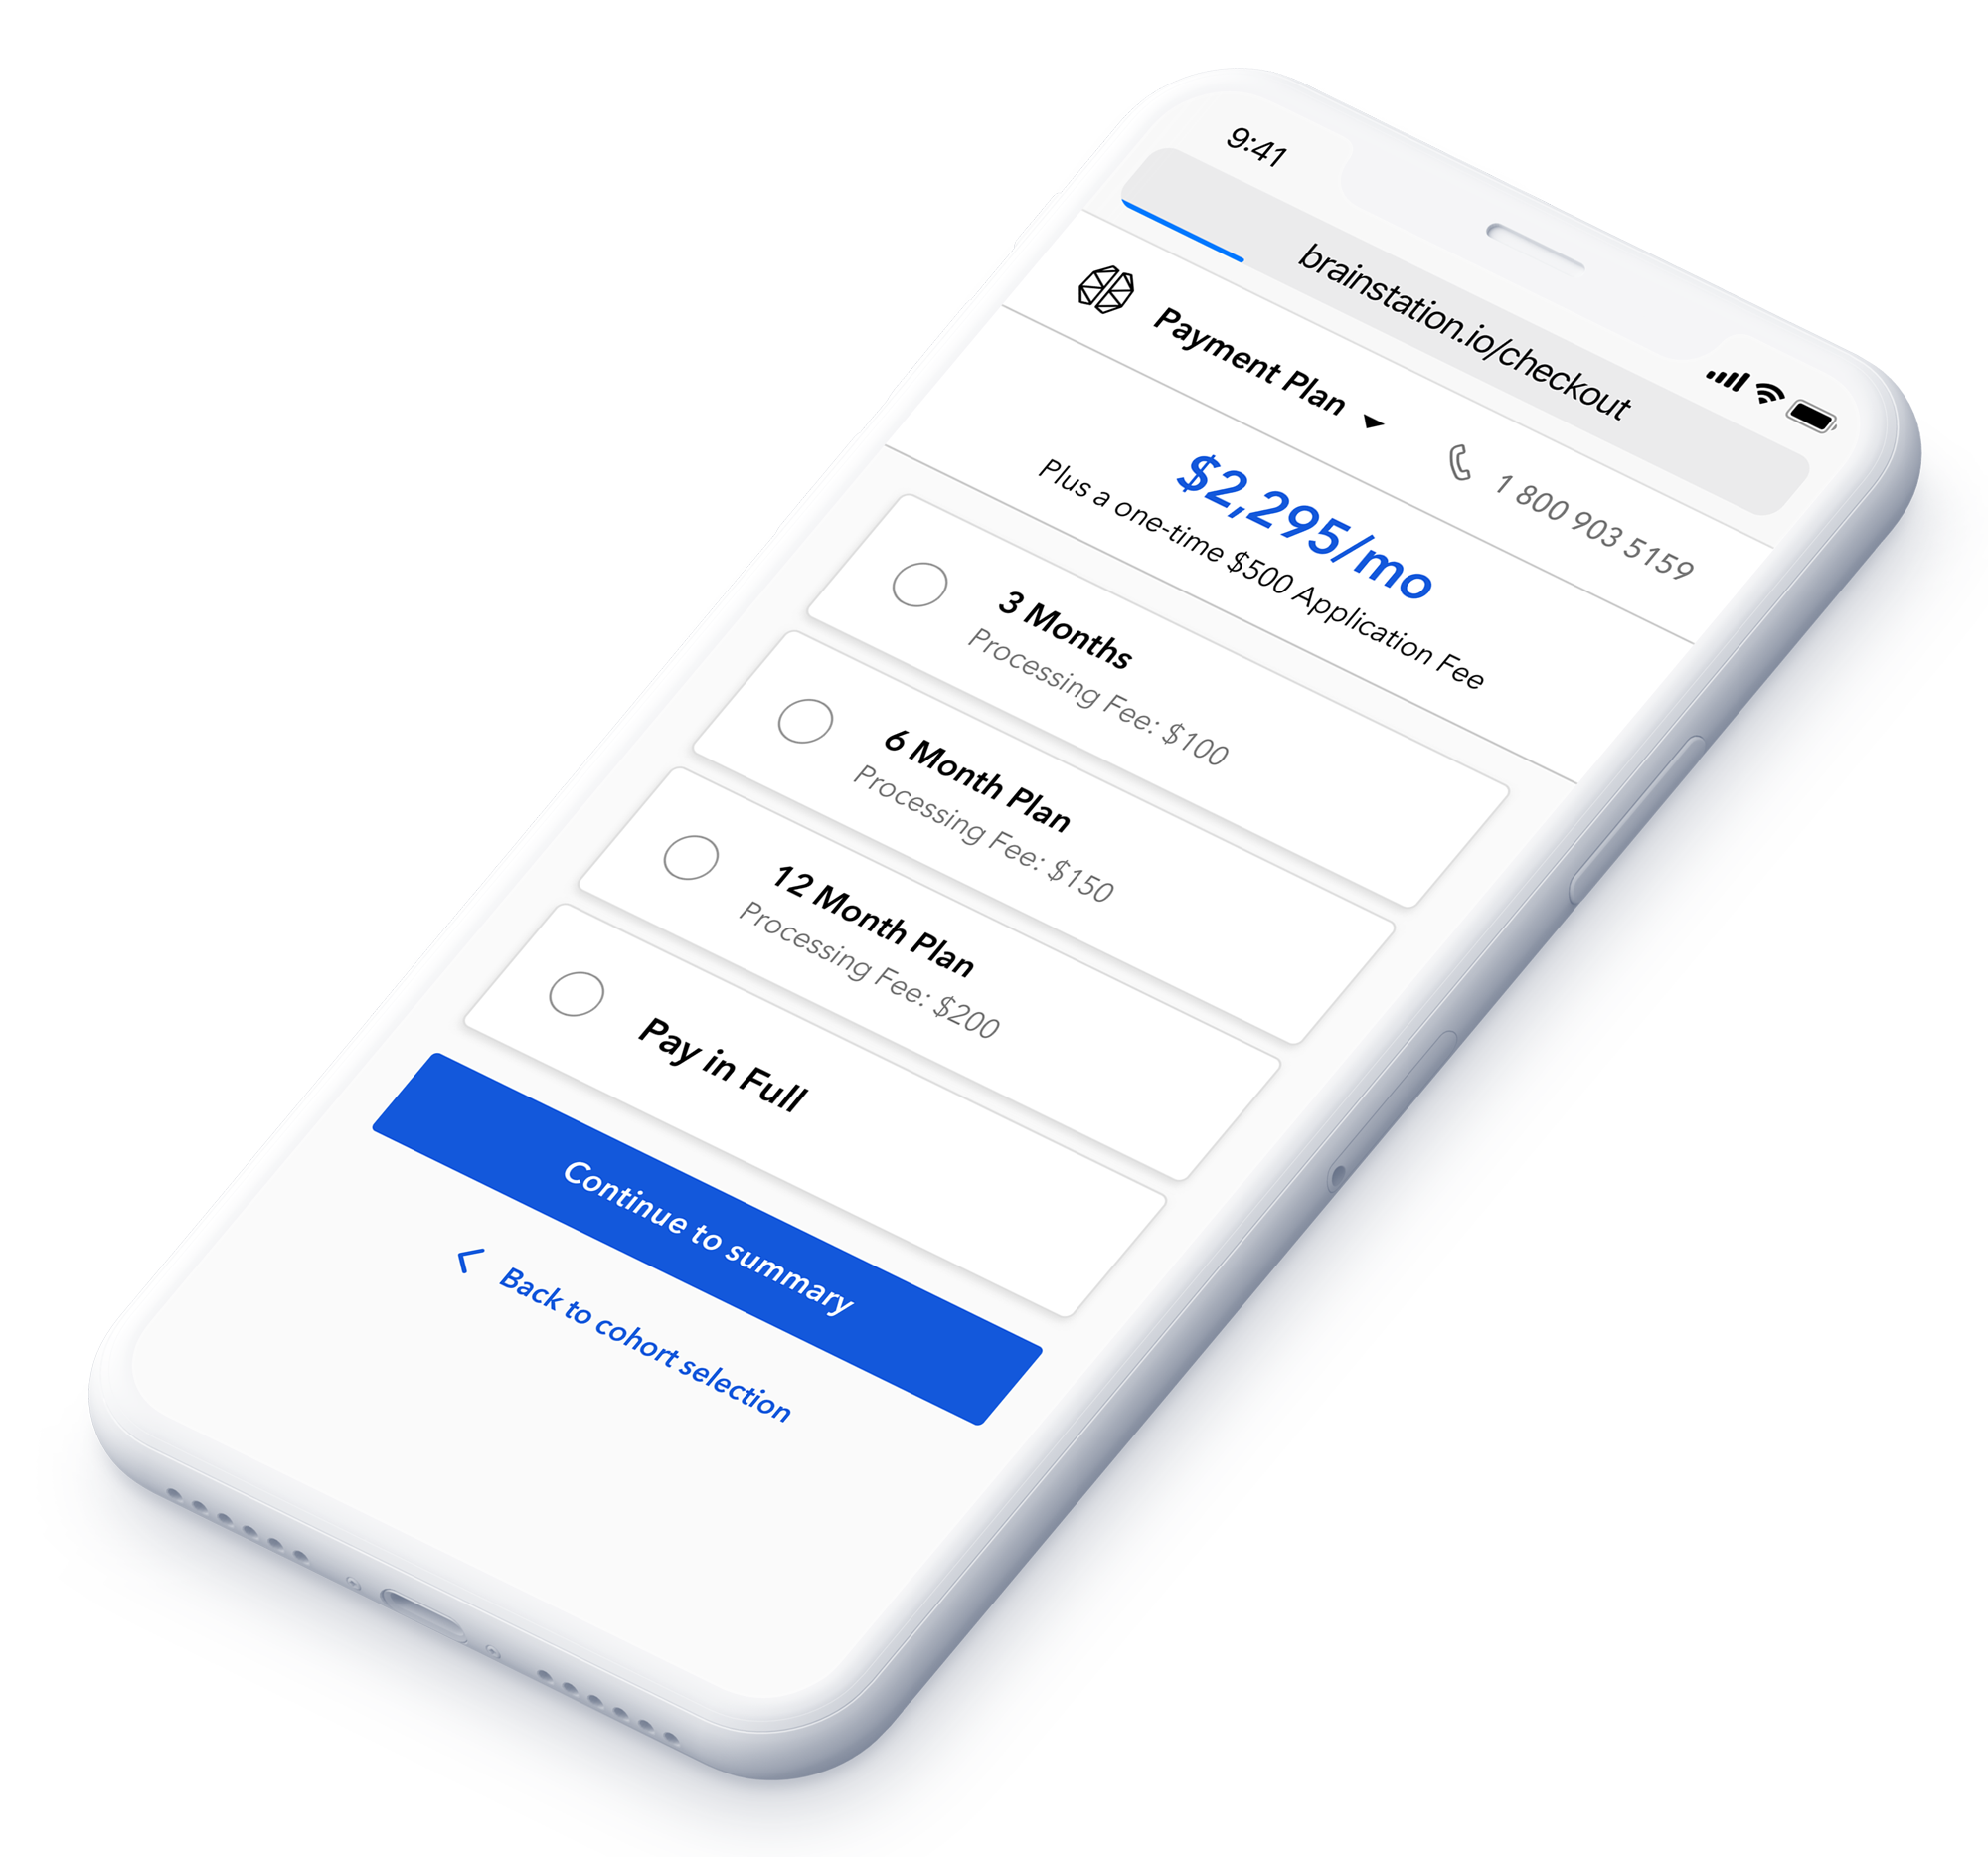 9:41
brainstation.io/checkout
Payment Plan
1 800 903 5159
$2,295/mo
Plus a one-time $500 Application Fee
3 Months
Processing Fee: $100
6 Month Plan
Processing Fee: $150
12 Month Plan
Processing Fee: $200
Pay in Full
Continue to summary
Back to cohort selection